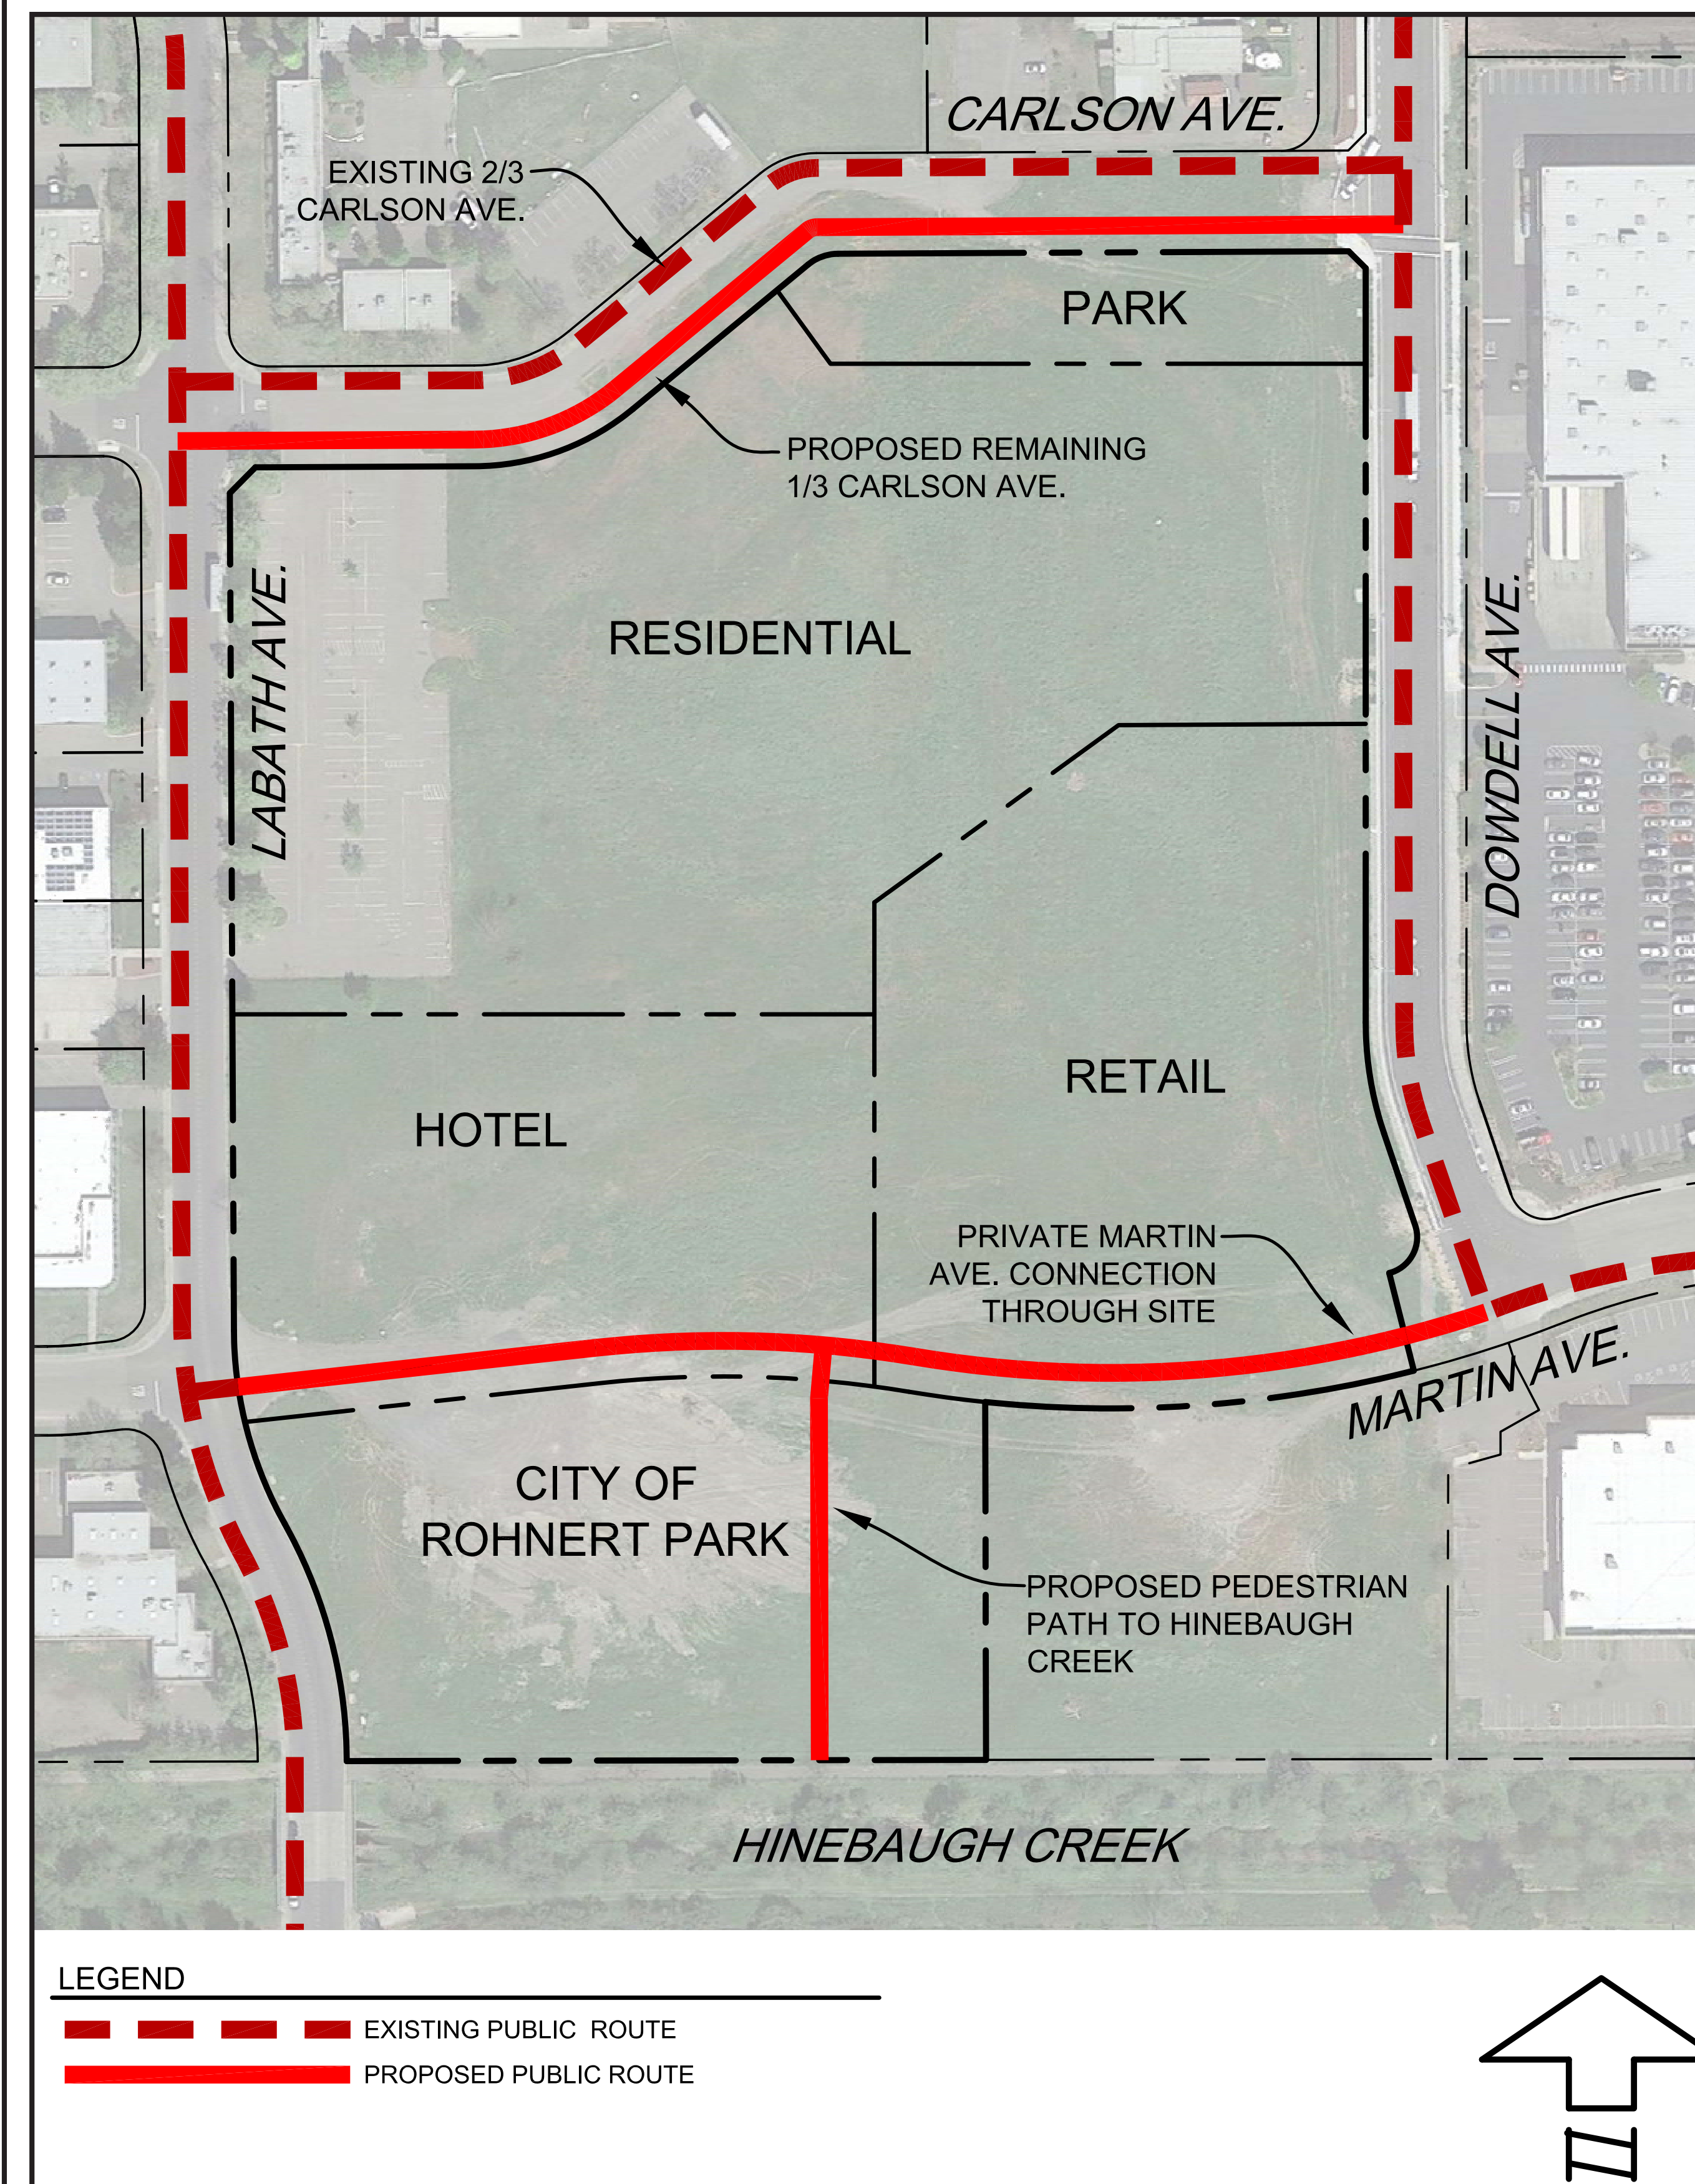 CARLSON AVE.
EXISTING 2/3
CARLSON AVE.
PARK
PROPOSED REMAINING
1/3 CARLSON AVE.
LABATH AVE.
RESIDENTIAL
DOWDELL AVE.
RETAIL
HOTEL
PRIVATE MARTIN
AVE. CONNECTION
THROUGH SITE
MARTIN AVE.
CITY OF
ROHNERT PARK
PROPOSED PEDESTRIAN
PATH TO HINEBAUGH
CREEK
HINEBAUGH CREEK
LEGEND
EXISTING PUBLIC ROUTE
PROPOSED PUBLIC ROUTE